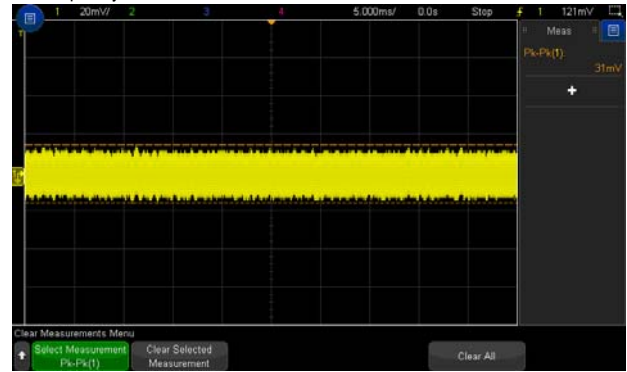 1 20mV/ 2 3 4 5.000ms/ 0.0s Stop 1 121mV
T
Meas
Pk-Pk(1):
31mV
Clear Measurements Menu
Select Measurement
Pk-Pk(1)
Clear Selected
Measurement
Clear All